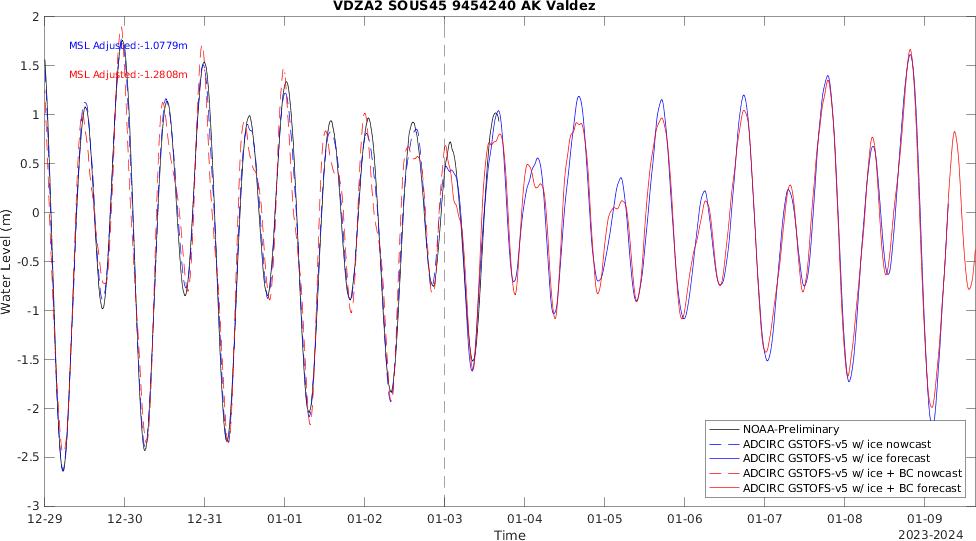 VDZA2 SOUS45 9454240 AK Valdez
MSL Adjusted:-1.0779m
MSL Adjusted:-1.2808m
Water Level (m)
2
1.5
1
0.5
0
-0.5
-1
-1.5
-2
-2.5
-3
NOAA-Preliminary
ADCIRC GSTOFS-v5 w/ ice nowcast
ADCIRC GSTOFS-v5 w/ ice forecast
ADCIRC GSTOFS-v5 w/ ice + BC nowcast
ADCIRC GSTOFS-v5 w/ ice + BC forecast
12-29 12-30 12-31 01-01 01-02 01-03 01-04 01-05 01-06 01-07 01-08 01-09
Time
2023-2024